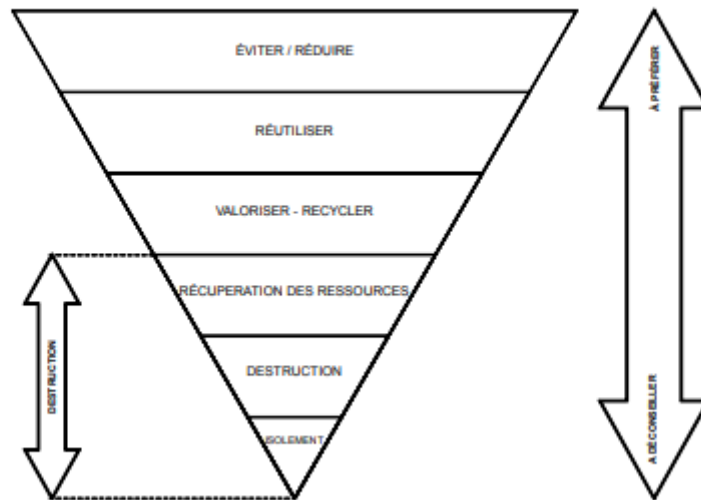 ÉVITER / RÉDUIRE
RÉUTILISER
VALORISER - RECYCLER
RÉCUPERATION DES RESSOURCES
DESTRUCTION
ISOLEMENT
DESTRUCTION
À PRÉFÉRER
A DÉCONSEILLER